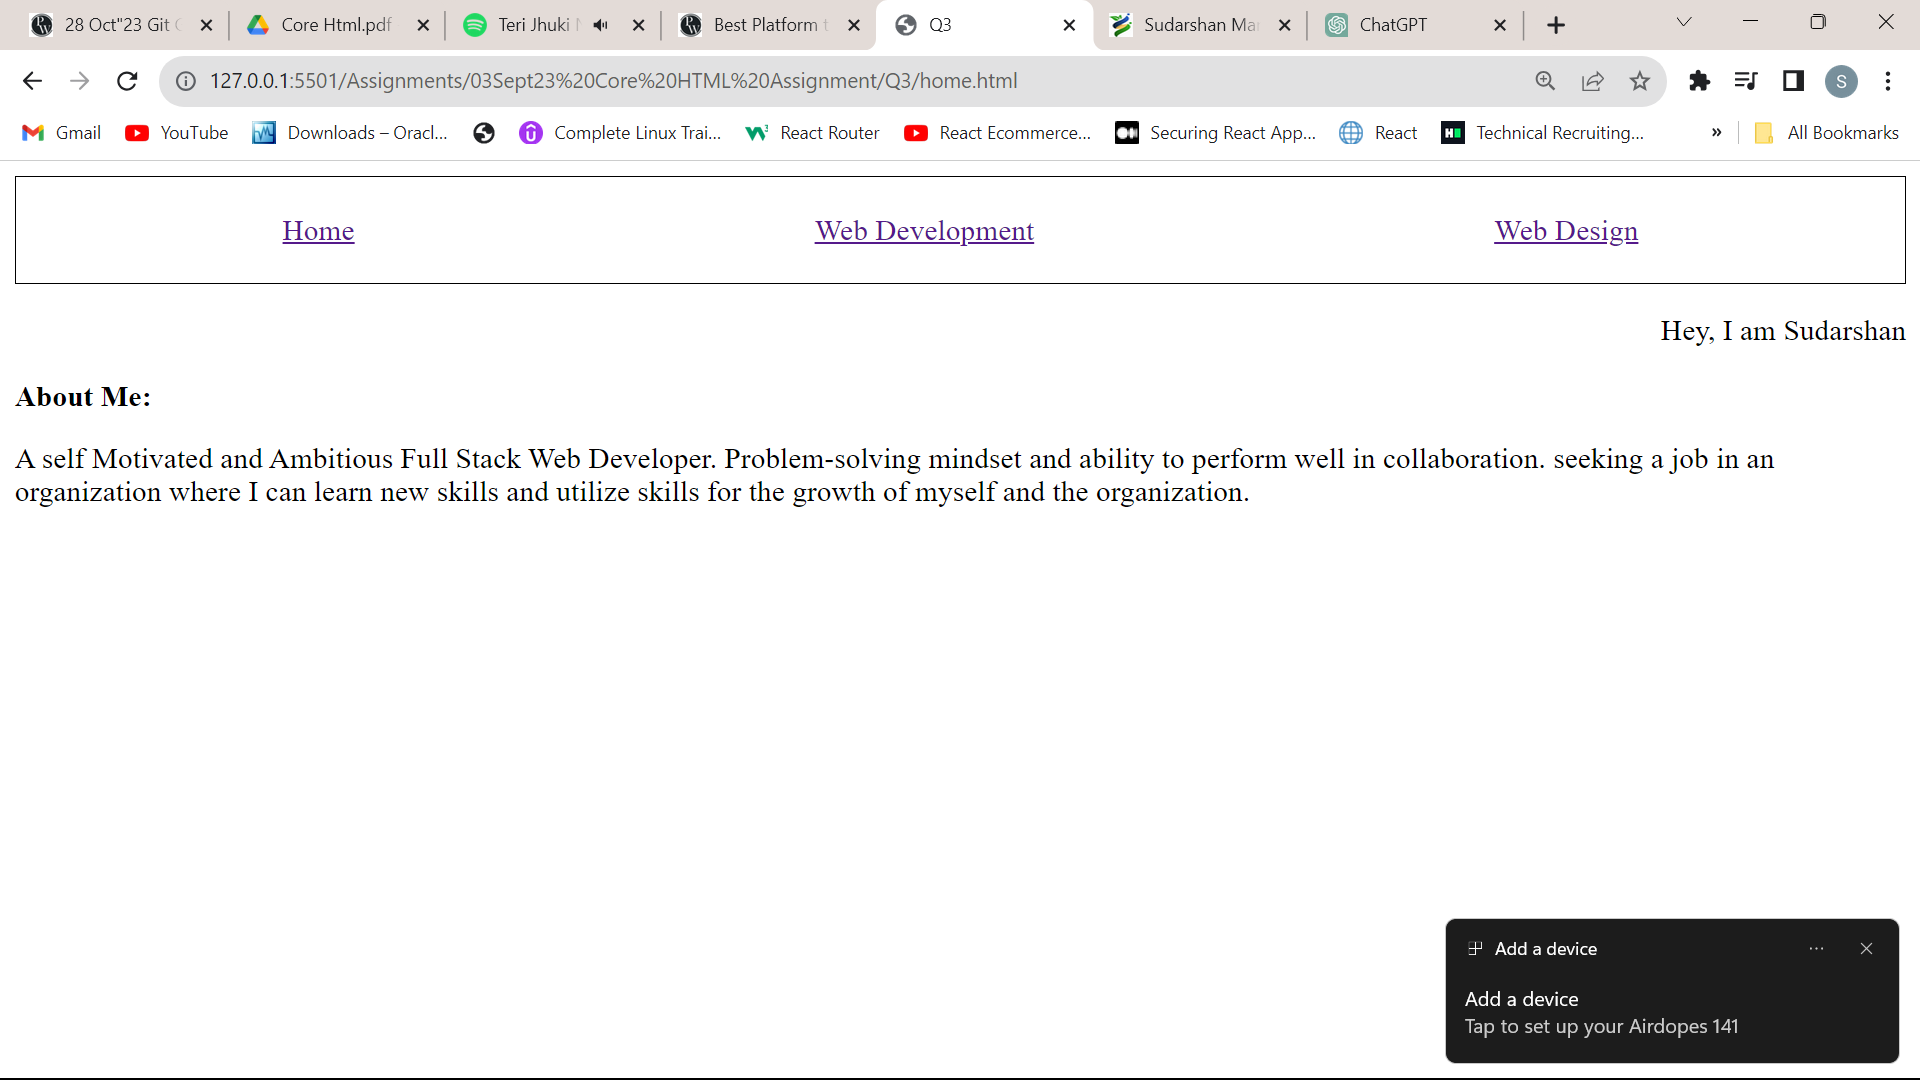 28 Oct"23 Git
Core Html.pdf
Teri Jhuki
Best Platform t
Q3
Sudarshan Ma
ChatGPT
127.0.0.1:5501/Assignments/03Sept23%20Core%20HTML%20Assignment/Q3/home.html
S
Gmail
YouTube
Downloads – Oracl...
Complete Linux Trai...
React Router
React Ecommerce...
Securing React App...
React
Technical Recruiting...
»
All Bookmarks
Home
Web Development
Web Design
Hey, I am Sudarshan
About Me:
A self Motivated and Ambitious Full Stack Web Developer. Problem-solving mindset and ability to perform well in collaboration. seeking a job in an
organization where I can learn new skills and utilize skills for the growth of myself and the organization.
Add a device
Add a device
Tap to set up your Airdopes 141